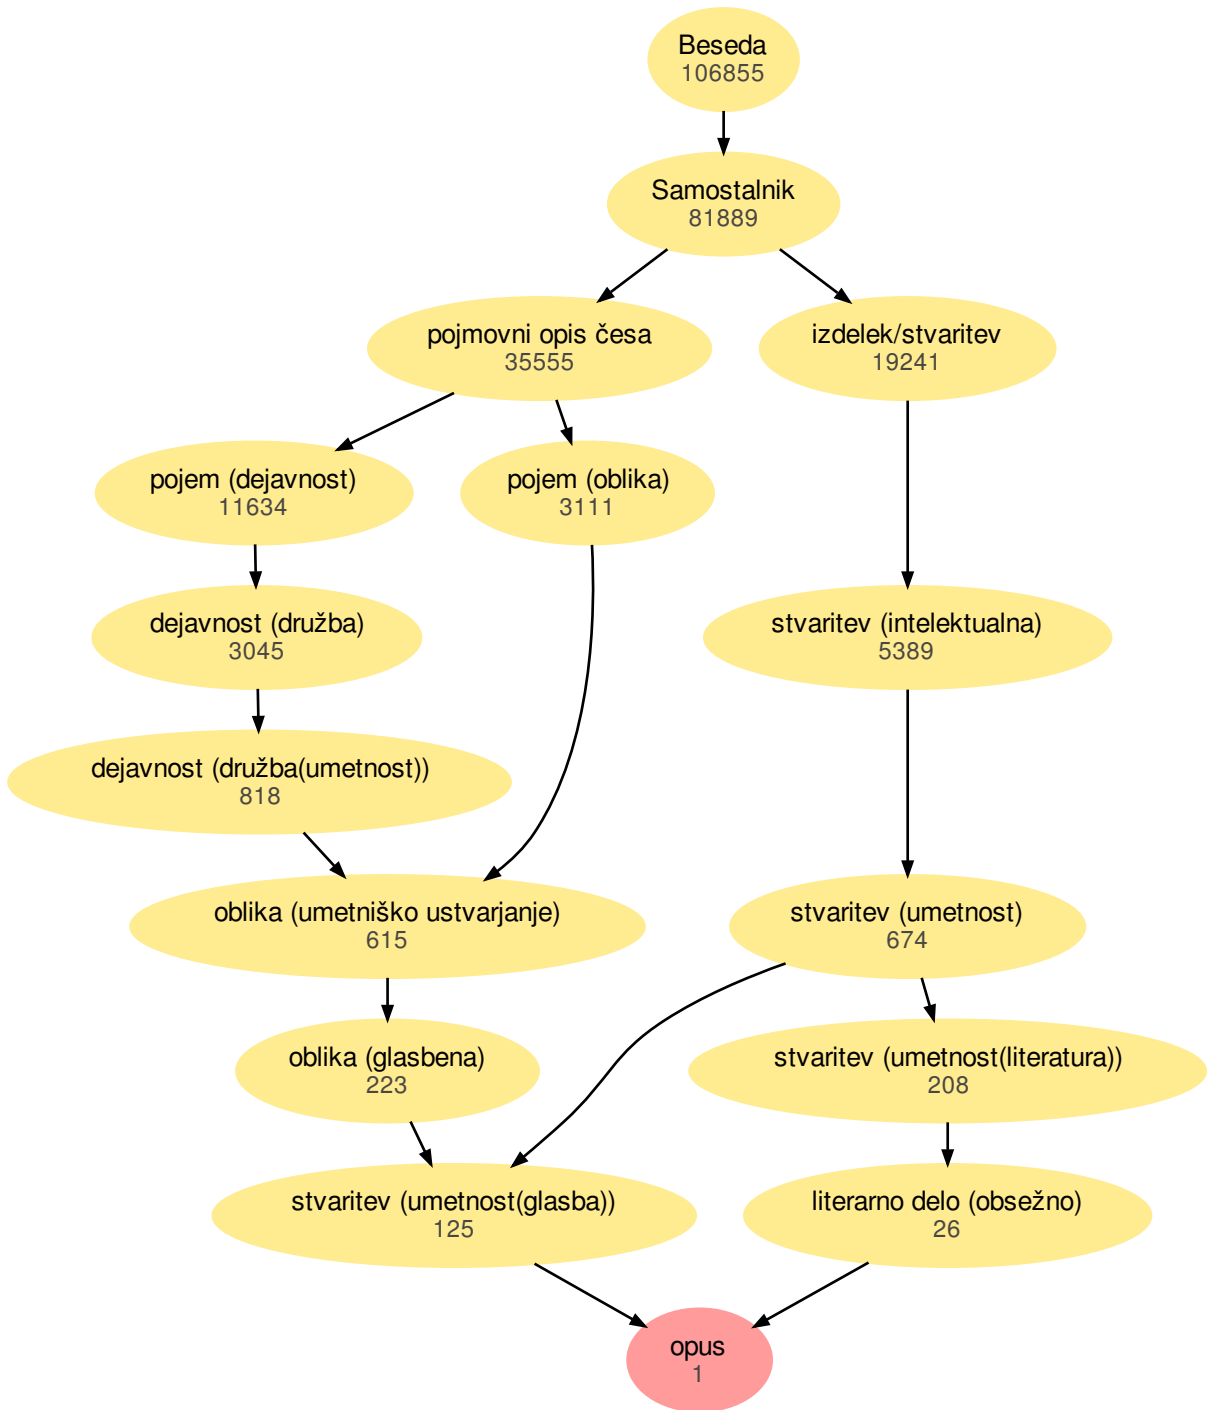 Beseda
106855
Samostalnik
81889
pojmovni opis česa
35555
izdelek/stvaritev
19241
pojem (dejavnost)
11634
pojem (oblika)
3111
dejavnost (družba)
3045
stvaritev (intelektualna)
5389
dejavnost (družba(umetnost))
818
oblika (umetniško ustvarjanje)
615
stvaritev (umetnost)
674
oblika (glasbena)
223
stvaritev (umetnost(literatura))
208
stvaritev (umetnost(glasba))
125
literarno delo (obsežno)
26
opus
1